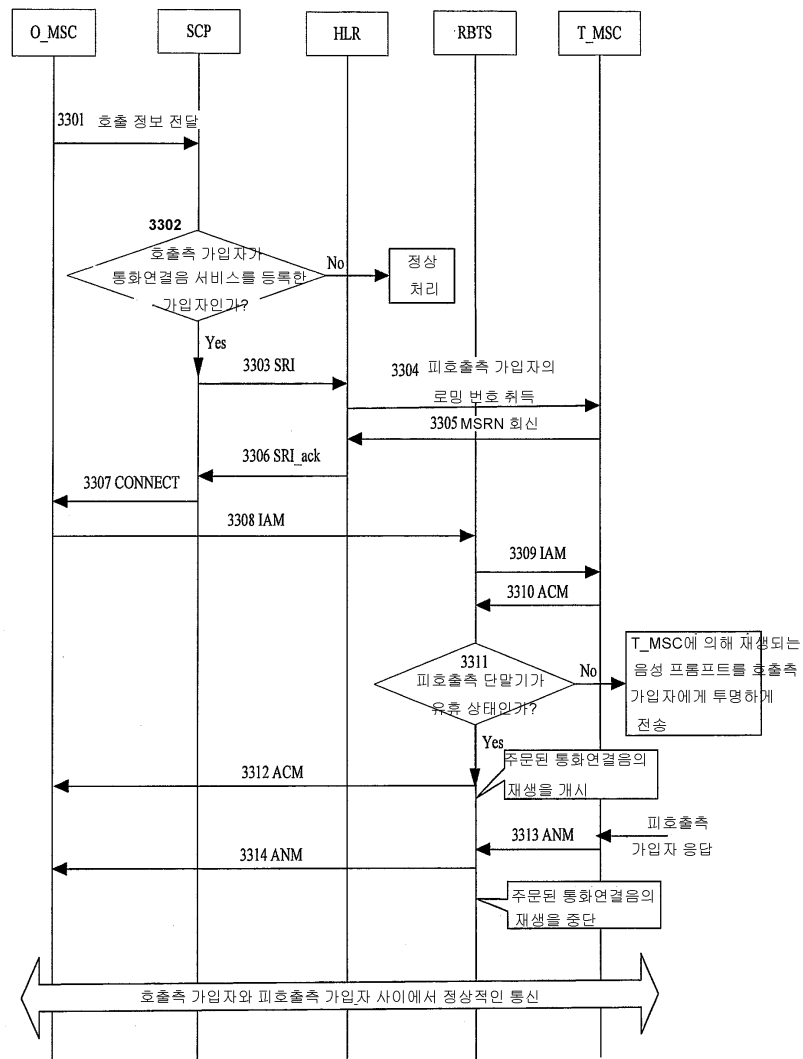 O_MSC
SCP
HLR
RBTS
T_MSC
3301 호출 정보 전달
3302
호출측 가입자가
통화연결음 서비스를 등록한
가입자인가?
No
정상
처리
Yes
3303 SRI
3304 피호출측 가입자의
로밍 번호 취득
3305 MSRN 회신
3306 SRI_ack
3307 CONNECT
3308 IAM
3309 IAM
3310 ACM
3311
피호출측 단말기가
유휴 상태인가?
No
T_MSC에 의해 재생되는
음성 프롬프트를 호출측
가입자에게 투명하게
전송
Yes
주문된 통화연결음의
재생을 개시
3312 ACM
피호출측
가입자 응답
3313 ANM
3314 ANM
주문된 통화연결음의
재생을 중단
호출측 가입자와 피호출측 가입자 사이에서 정상적인 통신